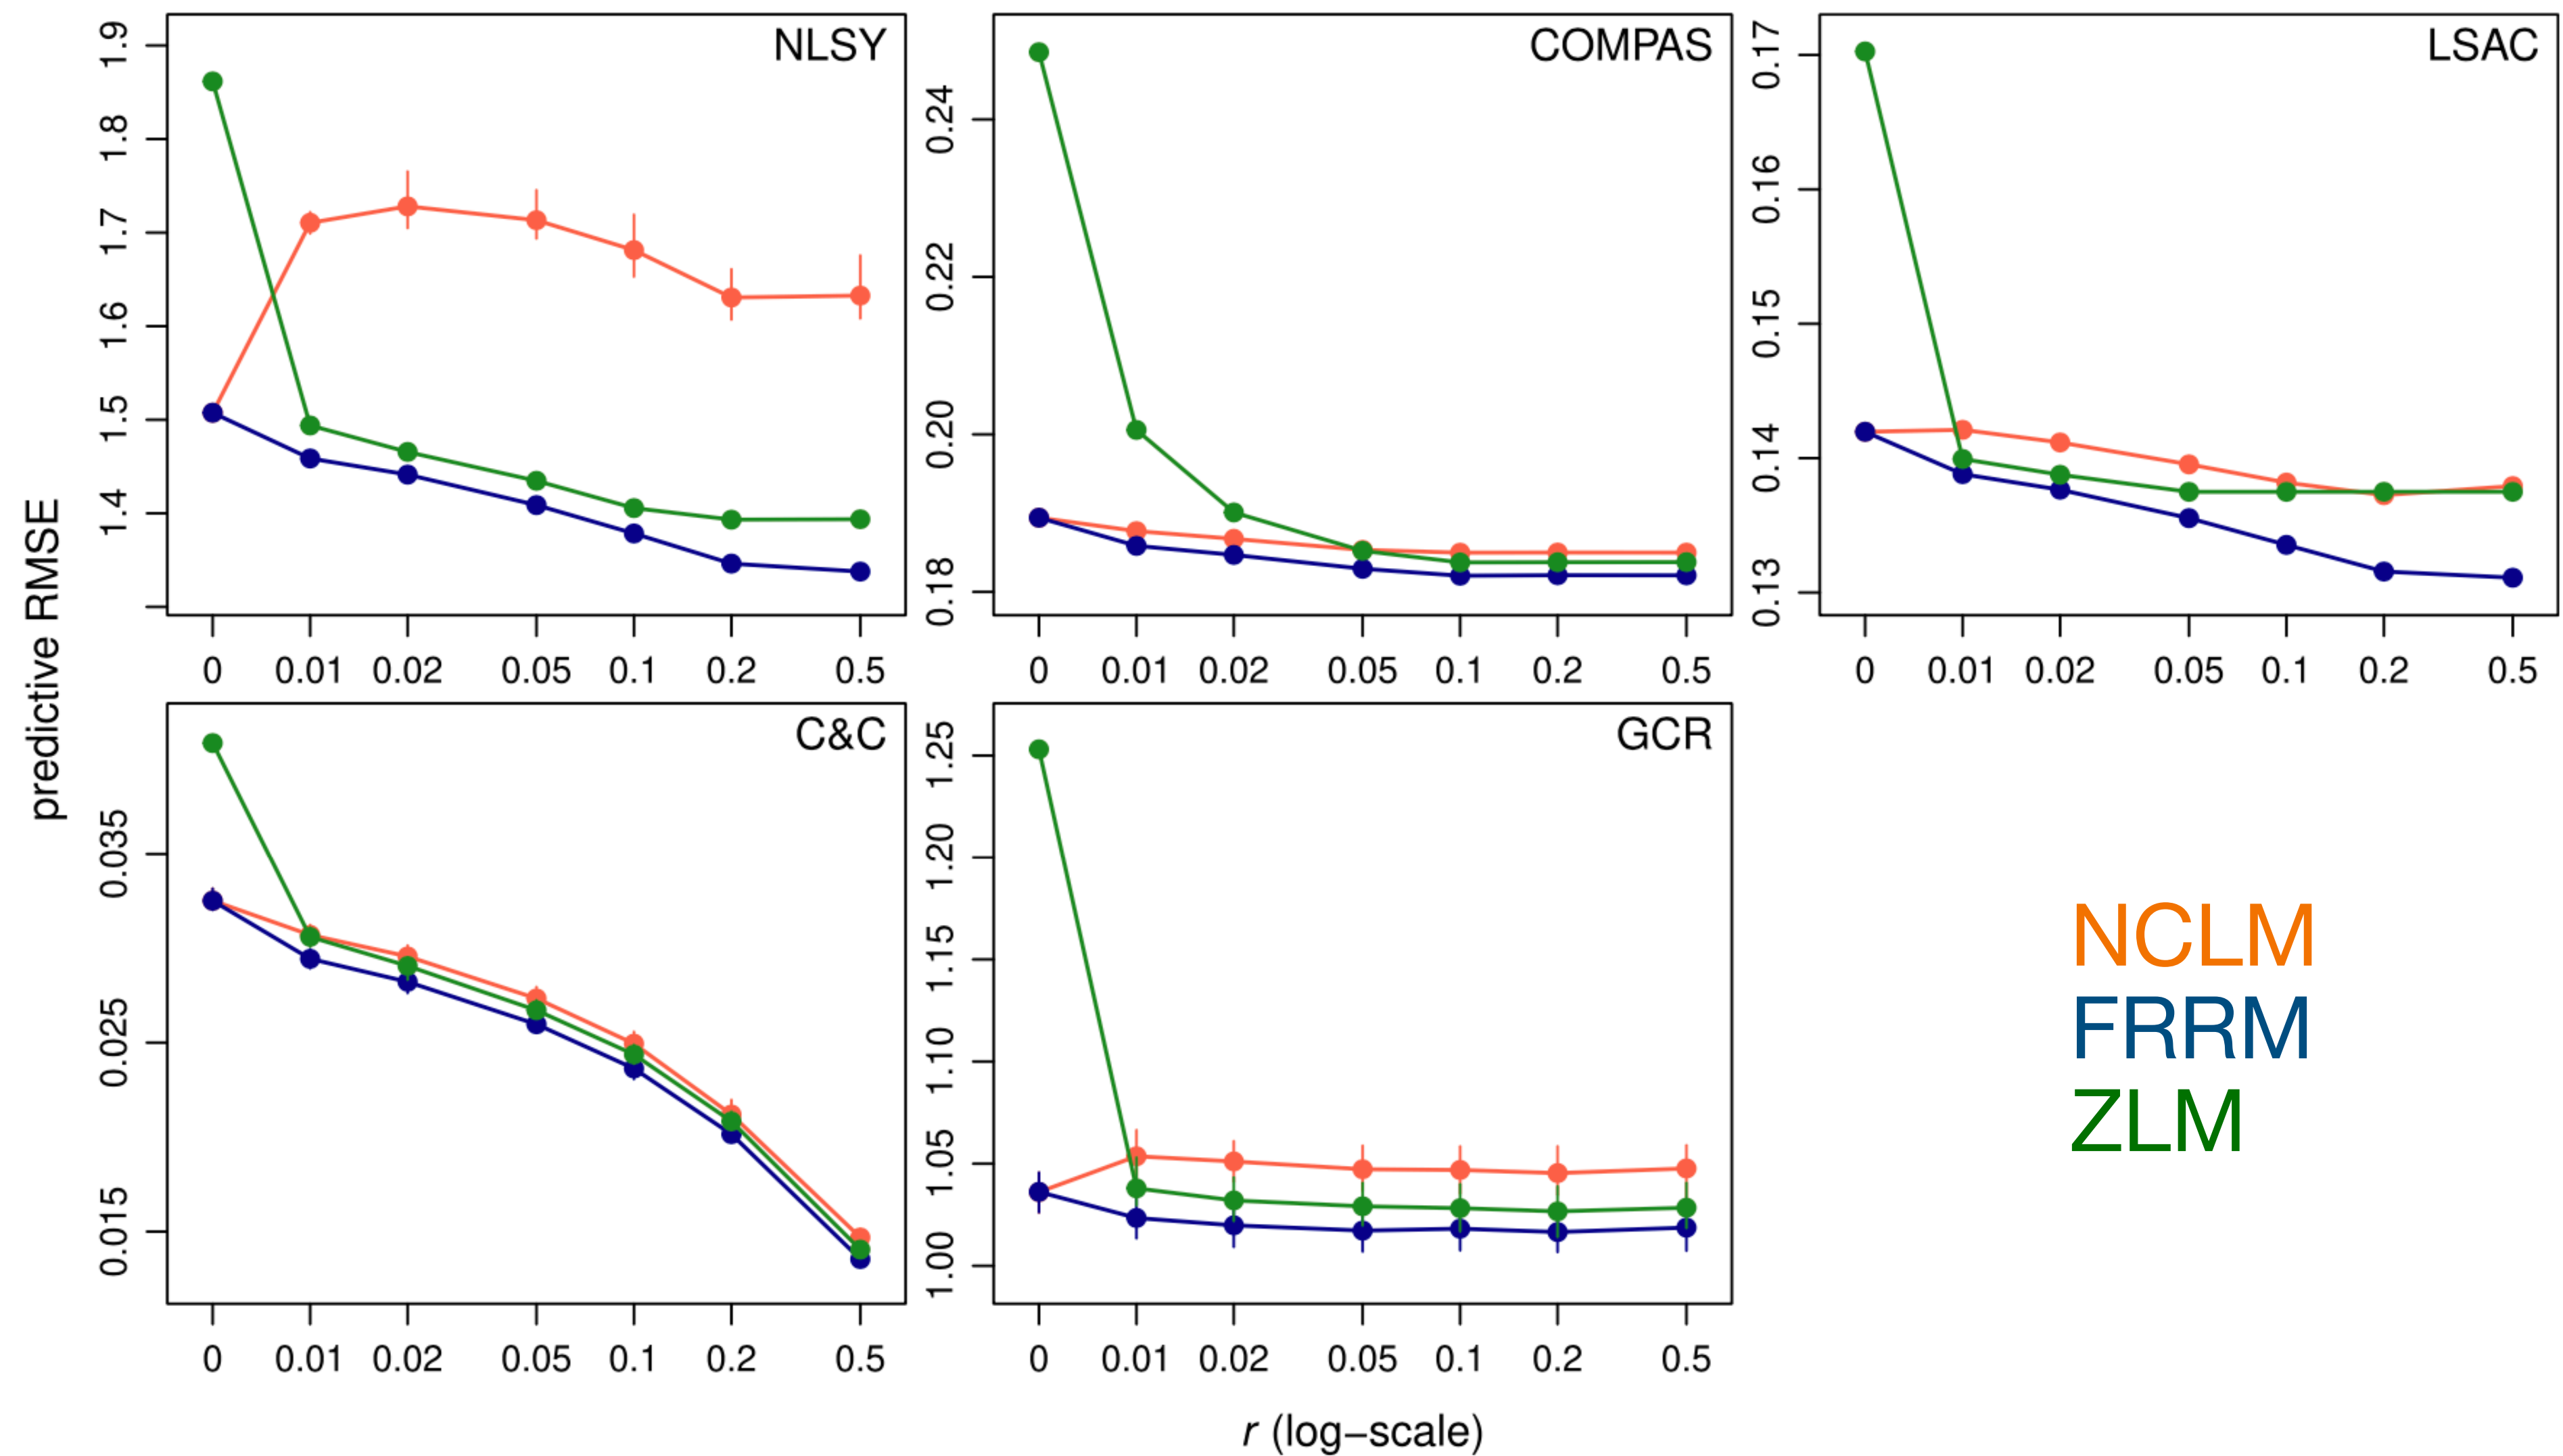 predictive RMSE
NLSY
1.9
1.8
1.7
1.6
1.5
1.4
0 0.01 0.02 0.05 0.1 0.2 0.5
COMPAS
0.24
0.22
0.20
0.18
0 0.01 0.02 0.05 0.1 0.2 0.5
LSAC
0.17
0.16
0.15
0.14
0.13
0 0.01 0.02 0.05 0.1 0.2 0.5
C&C
0.035
0.025
0.015
0 0.01 0.02 0.05 0.1 0.2 0.5
GCR
1.25
1.20
1.15
1.10
1.05
1.00
0 0.01 0.02 0.05 0.1 0.2 0.5
NCLM
FRRM
ZLM
r (log−scale)